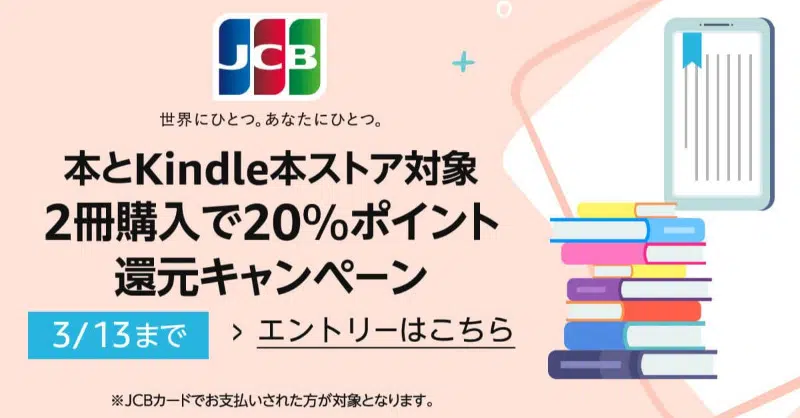 JCB
世界にひとつ。あなたにひとつ。
本とKindle本ストア対象
2冊購入で20%ポイント
還元キャンペーン
3/13まで
› エントリーはこちら
※JCBカードでお支払いされた方が対象となります。